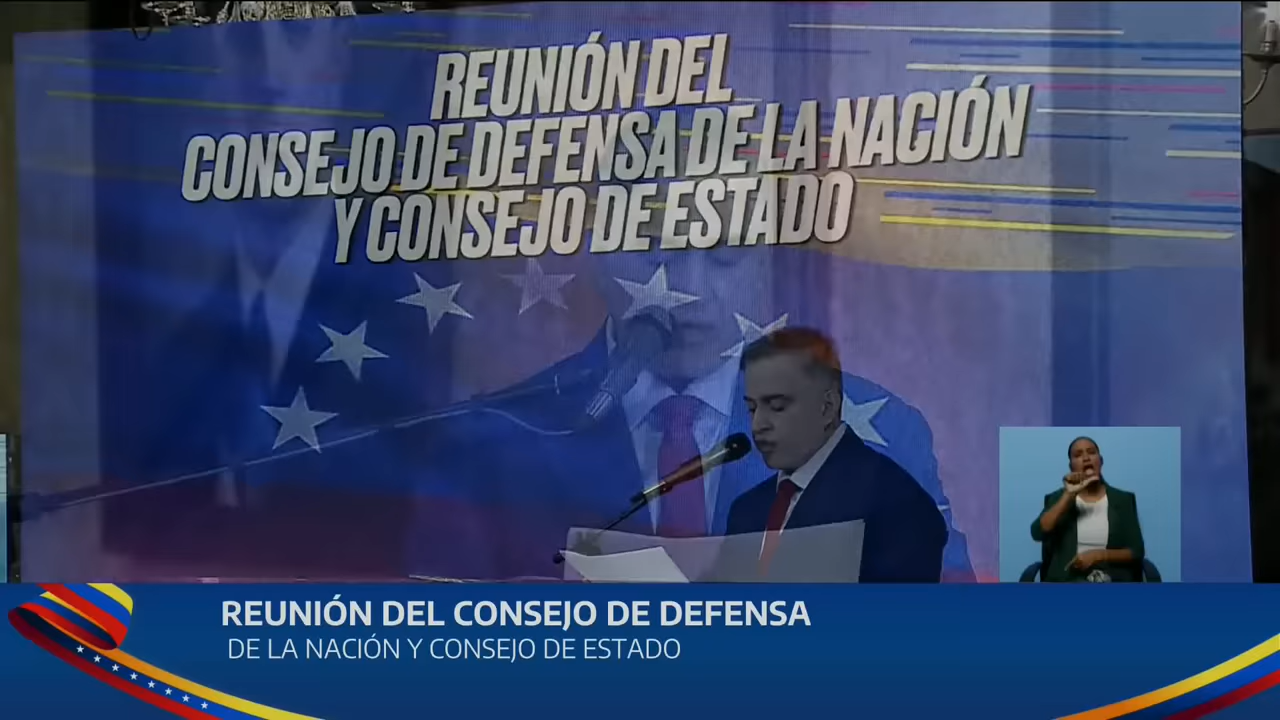 REUNIÓN DEL
CONSEJO DE DEFENSA DE LA NACIÓN
Y CONSEJO DE ESTADO
REUNIÓN DEL CONSEJO DE DEFENSA
DE LA NACIÓN Y CONSEJO DE ESTADO